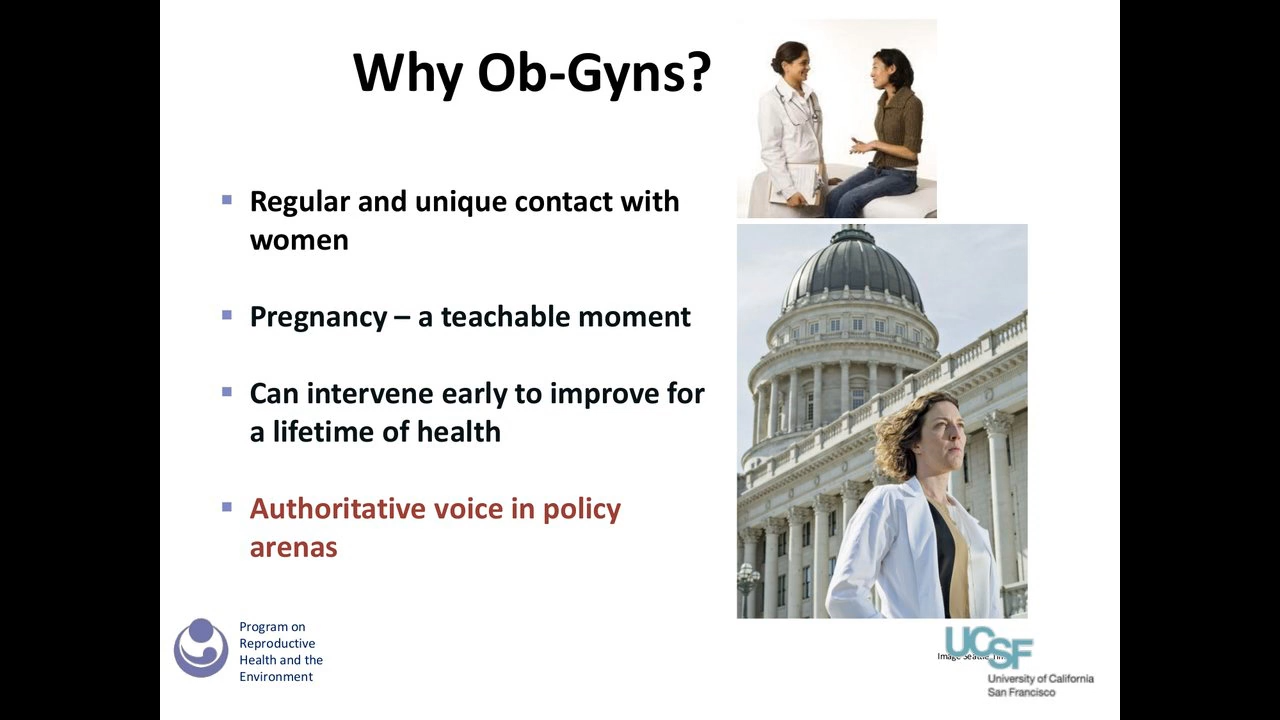 Why Ob-Gyns?
Regular and unique contact with
women
Pregnancy – a teachable moment
Can intervene early to improve for
a lifetime of health
Authoritative voice in policy
arenas
Program on
Reproductive
Health and the
Environment
Image Seattle
UCSF
University of California
San Francisco